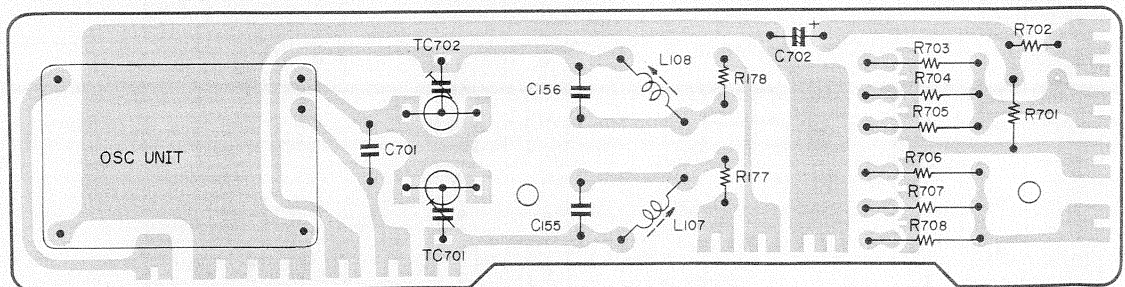 R702
TC702
C702
R703
L108
R178
R704
C156
R705
R701
C701
OSC UNIT
R706
R177
R707
C155
L107
R708
TC701